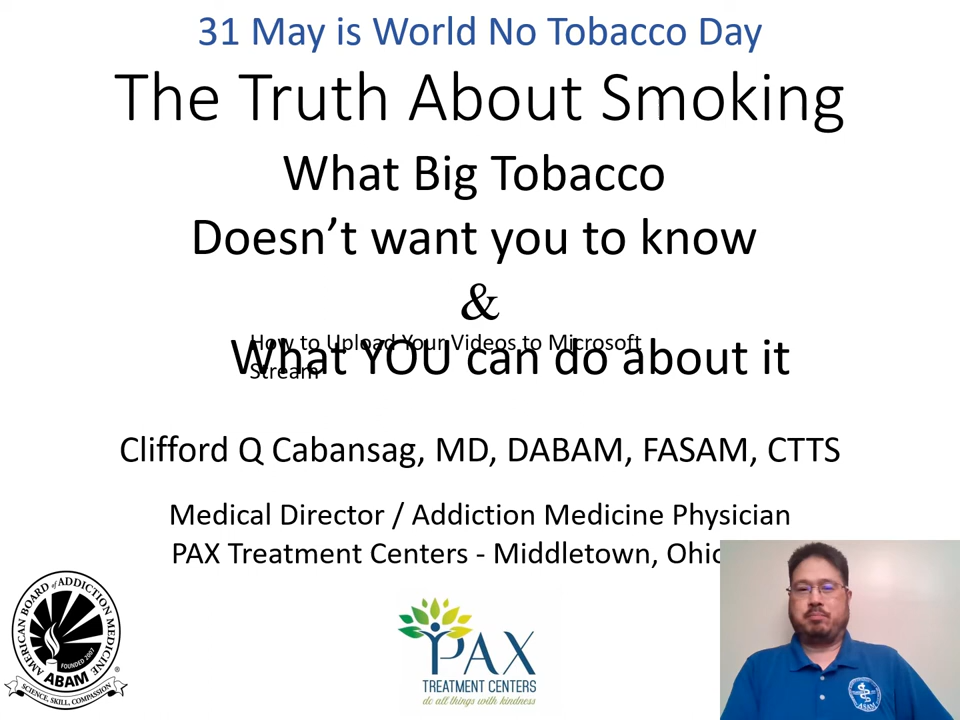 31 May is World No Tobacco Day
The Truth About Smoking
What Big Tobacco
Doesn’t want you to know
&
How to Upload Your Videos to Microsoft
Stream
What YOU can do about it
Clifford Q Cabansag, MD, DABAM, FASAM, CTTS
Medical Director / Addiction Medicine Physician
PAX Treatment Centers - Middletown, Ohio
AMERICAN BOARD of ADDICTION MEDICINE
FOUNDED 2007
ABAM
®
SCIENCE, SKILL, COMPASSION
PAX
TREATMENT CENTERS
do all things with kindness
ASAM